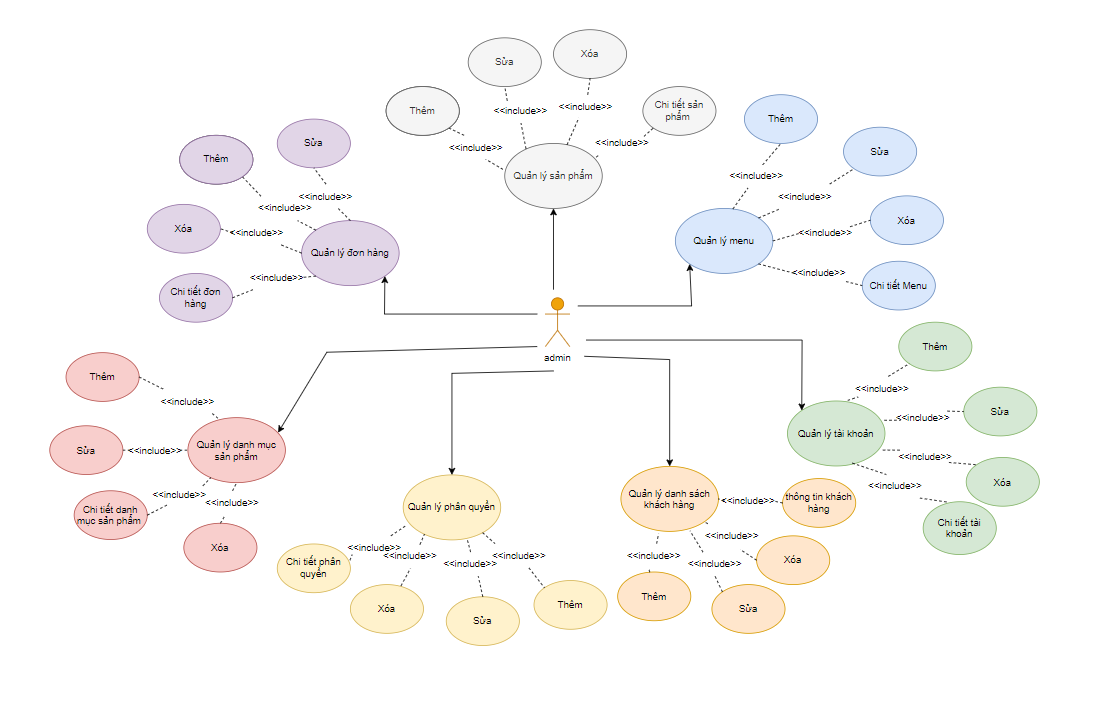 Xóa
Sửa
Chi tiết sản
phẩm
Thêm
<<include>>
<<include>>
<<include>>
<<include>>
Quản lý sản phẩm
Thêm
Sửa
<<include>>
<<include>>
Xóa
<<include>>
<<include>>
Quản lý đơn hàng
Chi tiết đơn
hàng
Thêm
Sửa
<<include>>
<<include>>
Xóa
<<include>>
Quản lý menu
<<include>>
Chi tiết Menu
admin
Thêm
<<include>>
Sửa
<<include>>
Quản lý danh mục
sản phẩm
<<include>>
<<include>>
Chi tiết danh
mục sản phẩm
Xóa
Quản lý phân quyền
<<include>>
<<include>>
<<include>>
<<include>>
Chi tiết phân
quyền
Xóa
Sửa
Thêm
Quản lý danh sách
khách hàng
<<include>>
thông tin khách
hàng
<<include>>
<<include>>
<<include>>
Xóa
Thêm
Sửa
Thêm
<<include>>
Sửa
<<include>>
Quản lý tài khoản
<<include>>
<<include>>
Xóa
Chi tiết tài
khoản